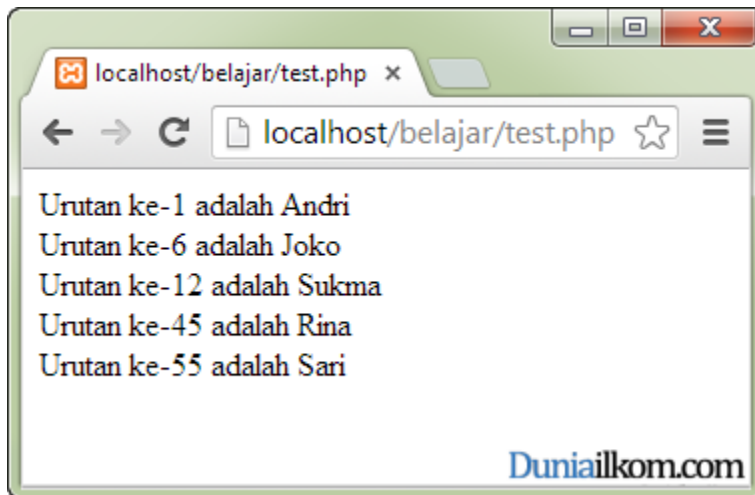 localhost/belajar/test.php
localhost/belajar/test.php
Urutan ke-1 adalah Andri
Urutan ke-6 adalah Joko
Urutan ke-12 adalah Sukma
Urutan ke-45 adalah Rina
Urutan ke-55 adalah Sari
Duniailkom.com